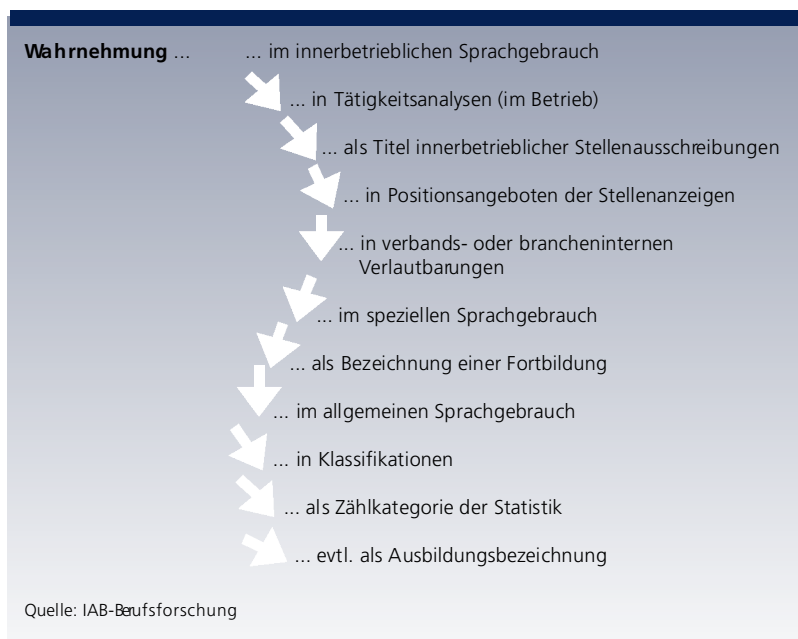 Wahrnehmung ... ... im innerbetrieblichen Sprachgebrauch
... in Tätigkeitsanalysen (im Betrieb)
... als Titel innerbetrieblicher Stellenausschreibungen
... in Positionsangeboten der Stellenanzeigen
... in verbands- oder brancheninternen
Verlautbarungen
... im speziellen Sprachgebrauch
... als Bezeichnung einer Fortbildung
... im allgemeinen Sprachgebrauch
... in Klassifikationen
... als Zählkategorie der Statistik
... evtl. als Ausbildungsbezeichnung
Quelle: IAB-Berufsforschung